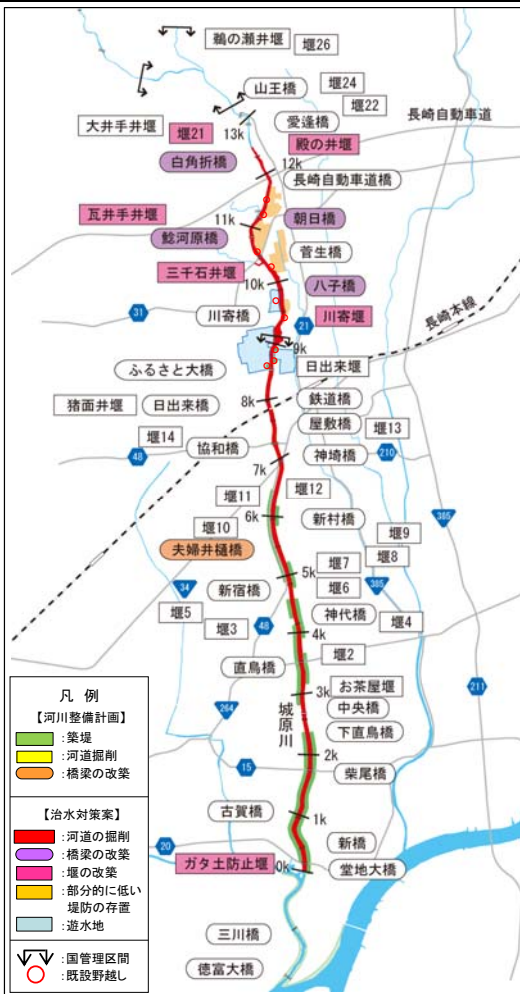 鵜の瀬井堰
堰26
山王橋
堰24
堰22
大井手井堰
堰21
愛逢橋
長崎自動車道
13k
殿の井堰
白角折橋
12k
長崎自動車道橋
瓦井手井堰
11k
朝日橋
鯰河原橋
菅生橋
三千石井堰
10k
八子橋
31
川寄橋
21
川寄堰
長崎本線
9k
日出来堰
ふるさと大橋
鉄道橋
猪面井堰
日出来橋
8k
屋敷橋
堰14
堰13
48
協和橋
7k
神埼橋
210
堰11
堰12
6k
新村橋
385
堰10
堰9
夫婦井樋橋
堰7
堰8
5k
34
新宿橋
堰6
385
堰5
堰3
48
神代橋
堰4
4k
直鳥橋
堰2
3k
お茶屋堰
211
城原川
中央橋
264
下直鳥橋
2k
15
柴尾橋
古賀橋
1k
20
新橋
ガタ土防止堰
0k
堂地大橋
三川橋
徳富大橋
凡 例
【河川整備計画】
:築堤
:河道掘削
:橋梁の改築
【治水対策案】
:河道の掘削
:橋梁の改築
:堰の改築
:部分的に低い
堤防の存置
:遊水地
:国管理区間
:既設野越し